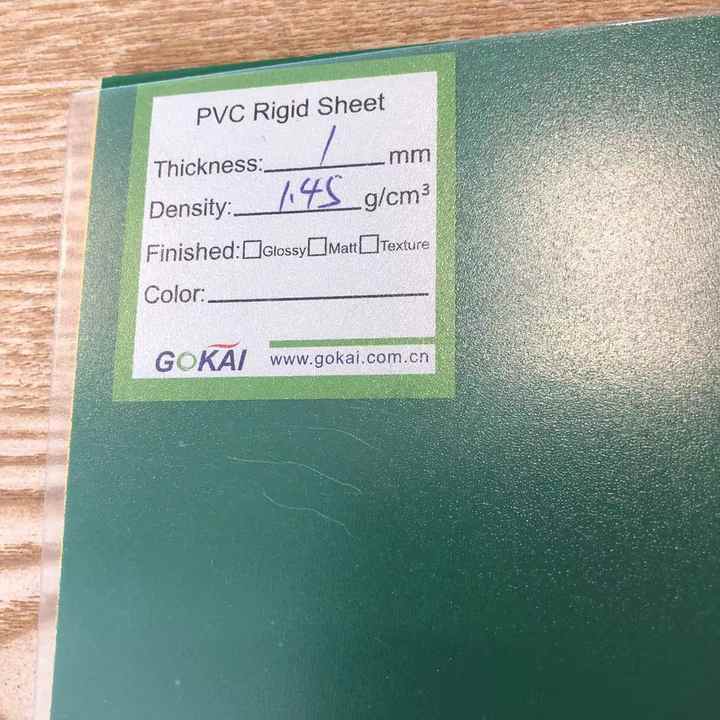 PVC Rigid Sheet
Thickness: 1 mm
Density: 1.45 g/cm³
Finished: □Glossy□Matt□Texture
Color:
GOKAI www.gokai.com.cn